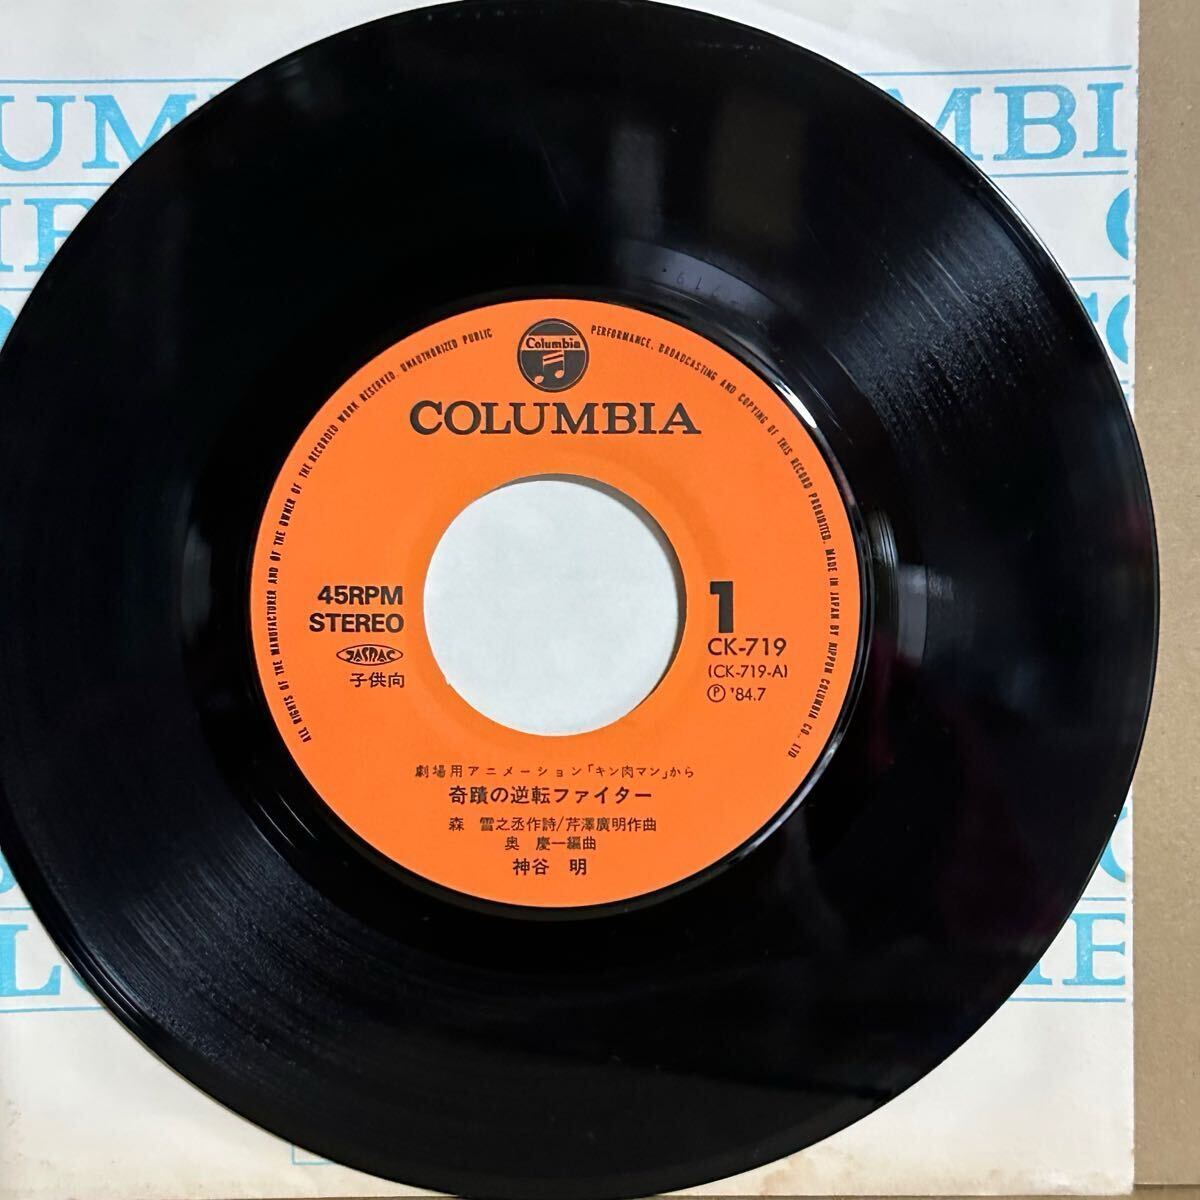 Columbia
COLUMBIA
ALL RIGHTS OF THE MANUFACTURER AND OF THE OWNER OF THE RECORDED WORK RESERVED. UNAUTHORIZED PUBLIC PERFORMANCE, BROADCASTING AND COPYING OF THIS RECORD PROHIBITED. MADE IN JAPAN BY NIPPON COLUMBIA CO., LTD
45RPM
STEREO
JASRAC
子供向
1
CK-719
(CK-719-A)
Ⓟ '84.7
劇場用アニメーション「キン肉マン」から
奇蹟の逆転ファイター
森 雪之丞作詩/芹澤廣明作曲
奥 慶一編曲
神谷 明